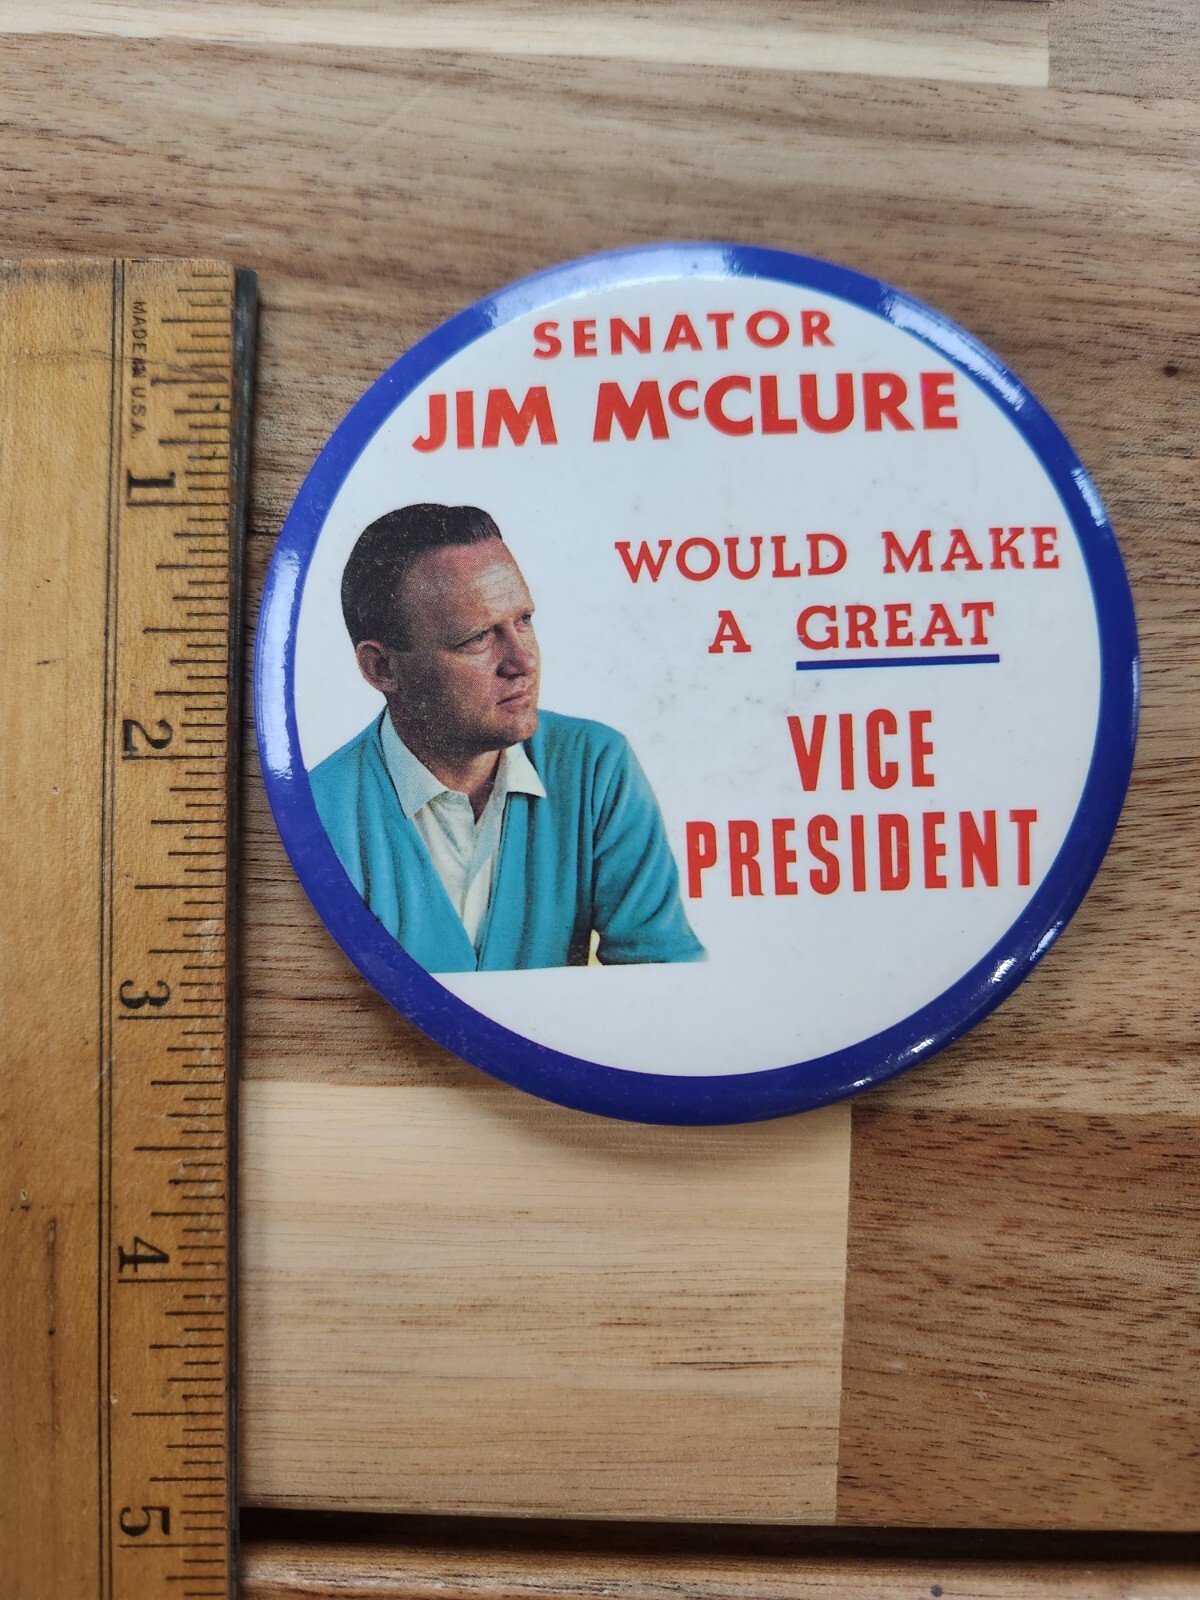 SENATOR
JIM McCLURE
WOULD MAKE
A GREAT
VICE
PRESIDENT
MADE IN U.S.A.
1
2
3
4
5